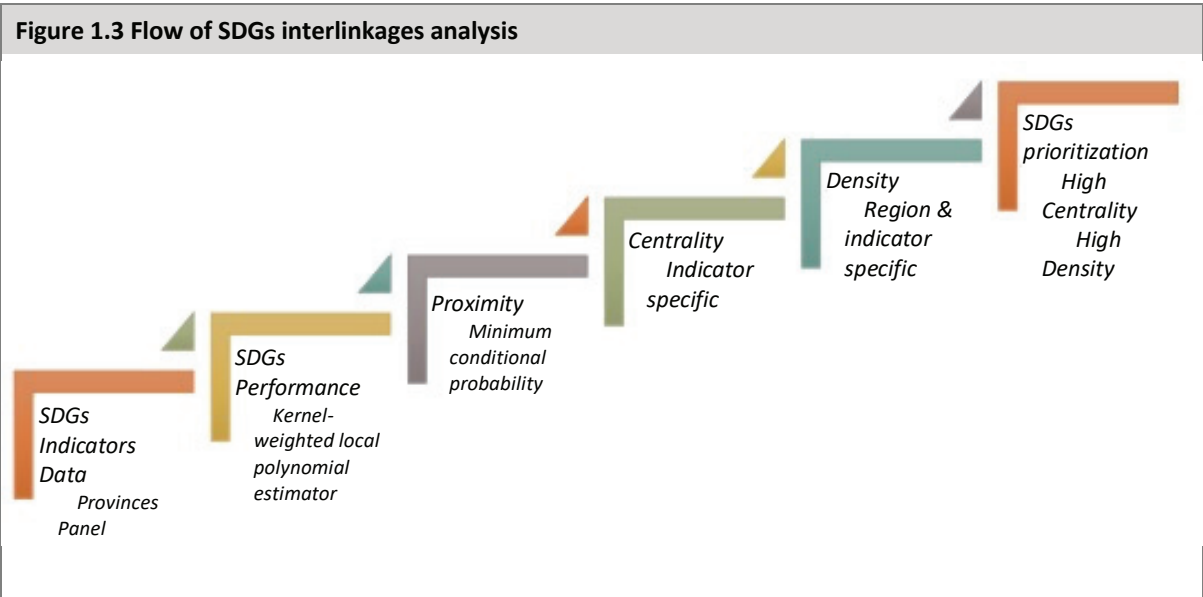 Figure 1.3 Flow of SDGs interlinkages analysis
SDGs
Indicators
Data
Provinces
Panel
SDGs
Performance
Kernel-
weighted local
polynomial
estimator
Proximity
Minimum
conditional
probability
Centrality
Indicator
specific
Density
Region &
indicator
specific
SDGs
prioritization
High
Centrality
High
Density